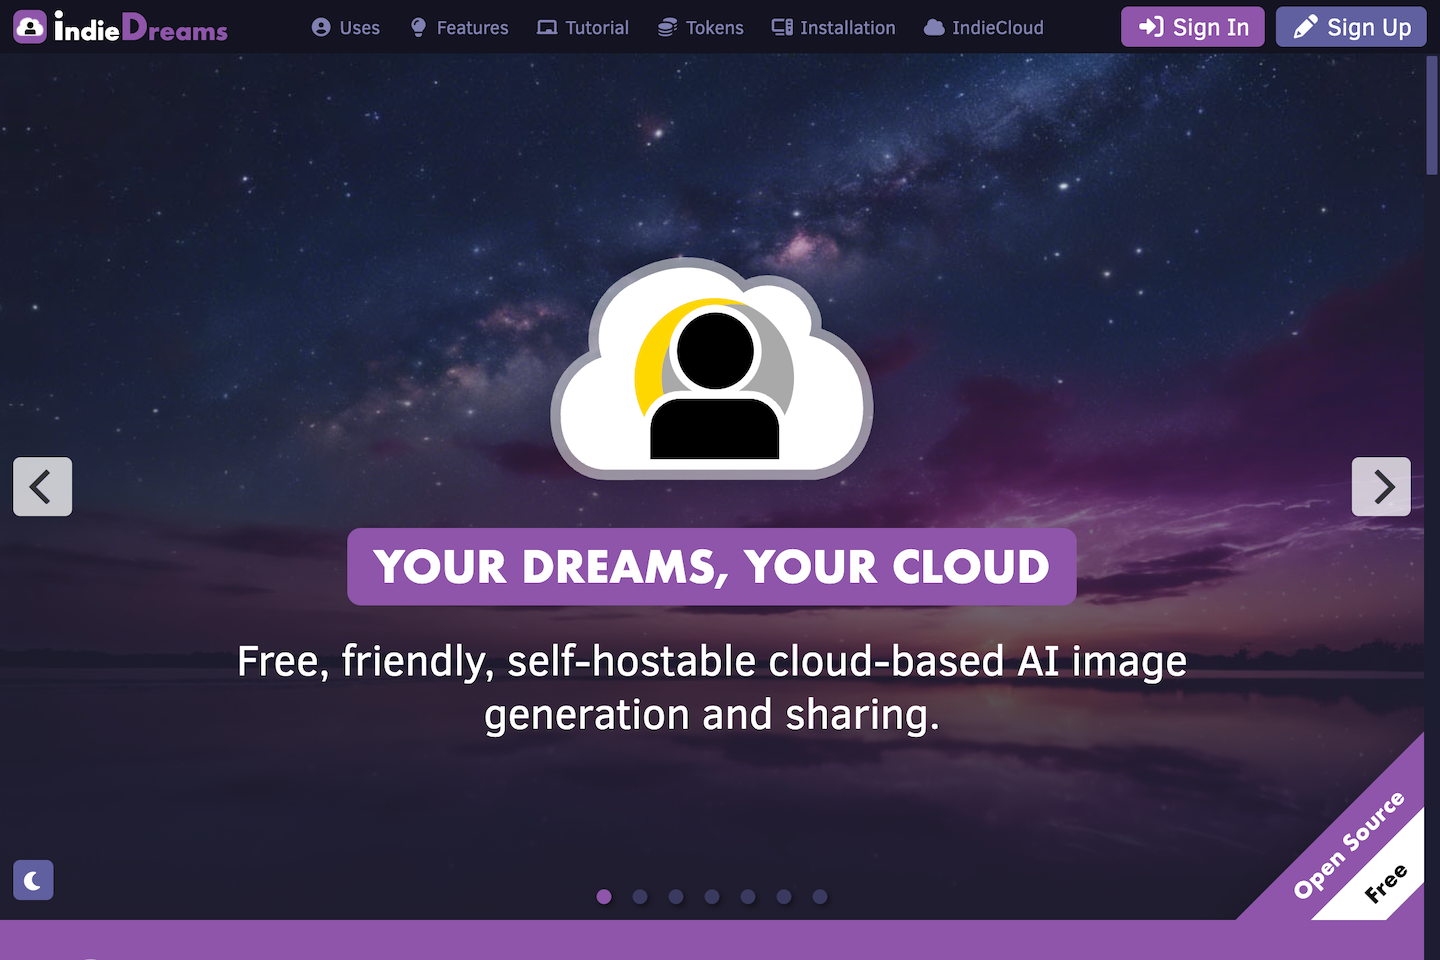 indieDreams
Uses
Features
Tutorial
Tokens
Installation
IndieCloud
Sign In
Sign Up
YOUR DREAMS, YOUR CLOUD
Free, friendly, self-hostable cloud-based AI image
generation and sharing.
Open Source
Free